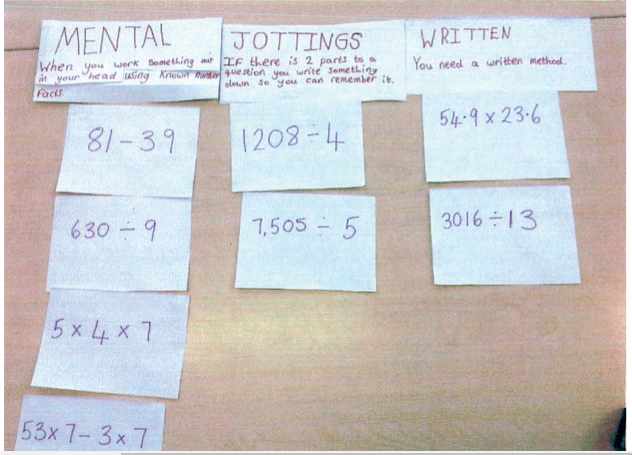 MENTAL
When you work something out
in your head using known number
facts.
81 - 39
630 ÷ 9
5 x 4 x 7
53 x 7 - 3 x 7
JOTTINGS
If there is 2 parts to a
question you write something
down so you can remember it.
1208 ÷ 4
7,505 ÷ 5
WRITTEN
You need a written method.
54.9 x 23.6
3016 ÷ 13